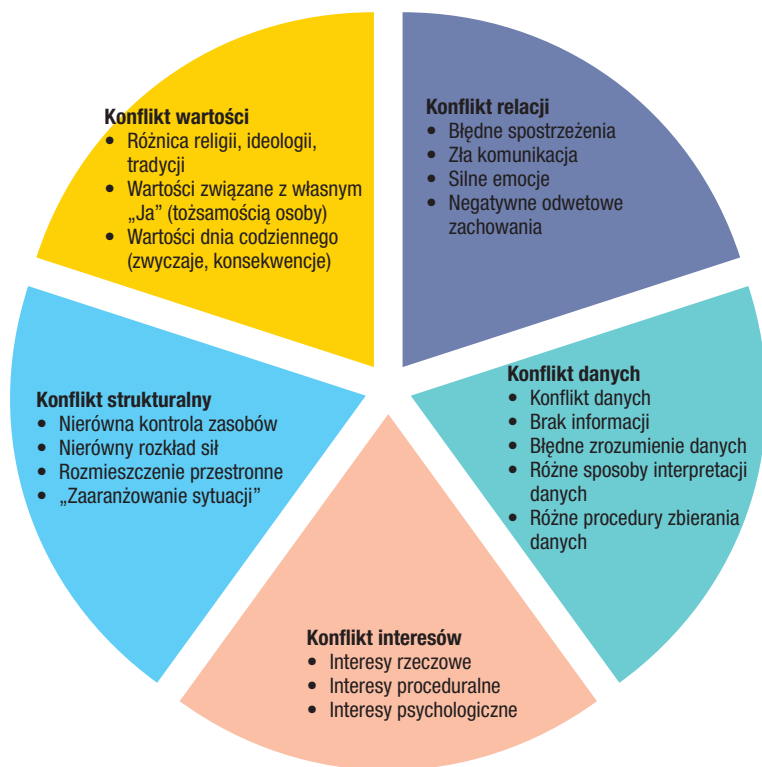 Konflikt wartości
• Różnica religii, ideologii,
tradycji
• Wartości związane z własnym
„Ja” (tożsamością osoby)
• Wartości dnia codziennego
(zwyczaje, konsekwencje)
Konflikt relacji
• Błędne spostrzeżenia
• Zła komunikacja
• Silne emocje
• Negatywne odwetowe
zachowania
Konflikt strukturalny
• Nierówna kontrola zasobów
• Nierówny rozkład sił
• Rozmieszczenie przestronne
• „Zaaranżowanie sytuacji”
Konflikt danych
• Konflikt danych
• Brak informacji
• Błędne zrozumienie danych
• Różne sposoby interpretacji
danych
• Różne procedury zbierania
danych
Konflikt interesów
• Interesy rzeczowe
• Interesy proceduralne
• Interesy psychologiczne